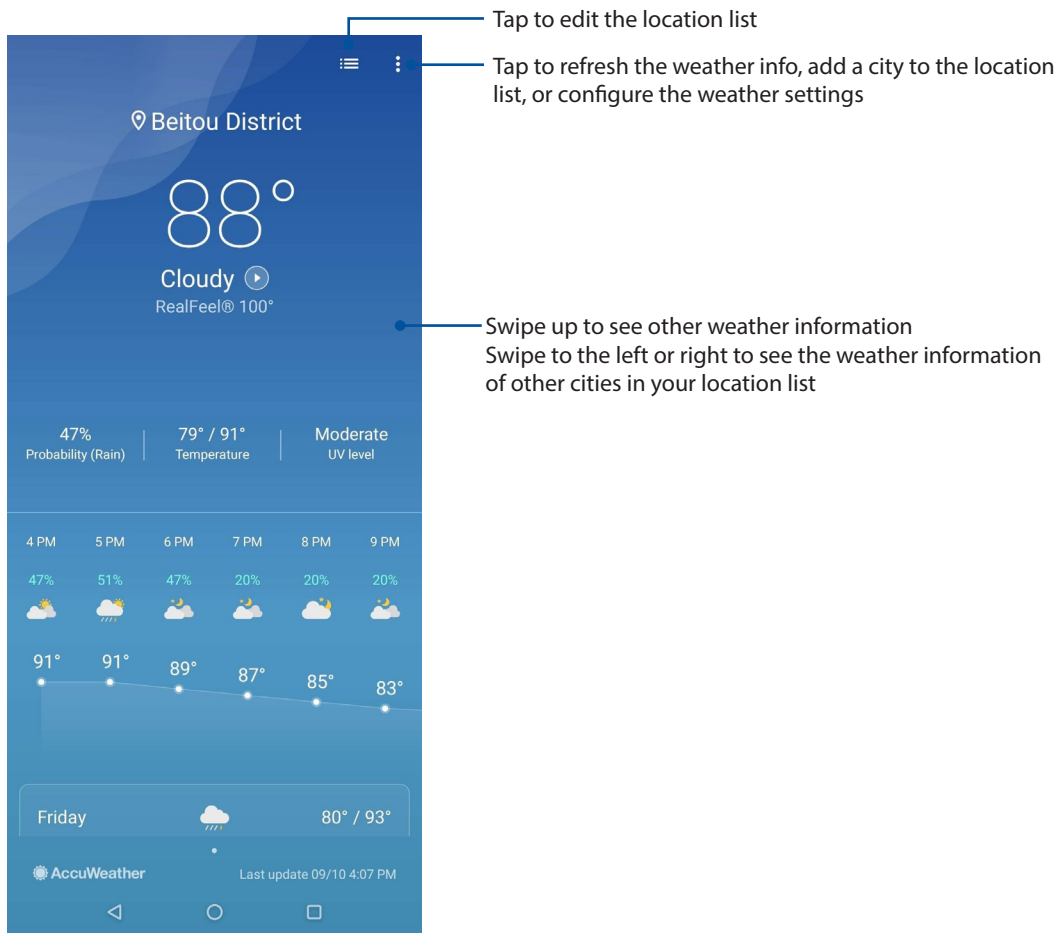 Tap to edit the location list
Tap to refresh the weather info, add a city to the location
list, or configure the weather settings
Beitou District
88°
Cloudy
RealFeel® 100°
Swipe up to see other weather information
Swipe to the left or right to see the weather information
of other cities in your location list
47% 79° / 91° Moderate
Probability (Rain) Temperature UV level
4 PM 5 PM 6 PM 7 PM 8 PM 9 PM
47% 51% 47% 20% 20% 20%
91° 91° 89° 87° 85° 83°
Friday 80° / 93°
AccuWeather Last update 09/10 4:07 PM